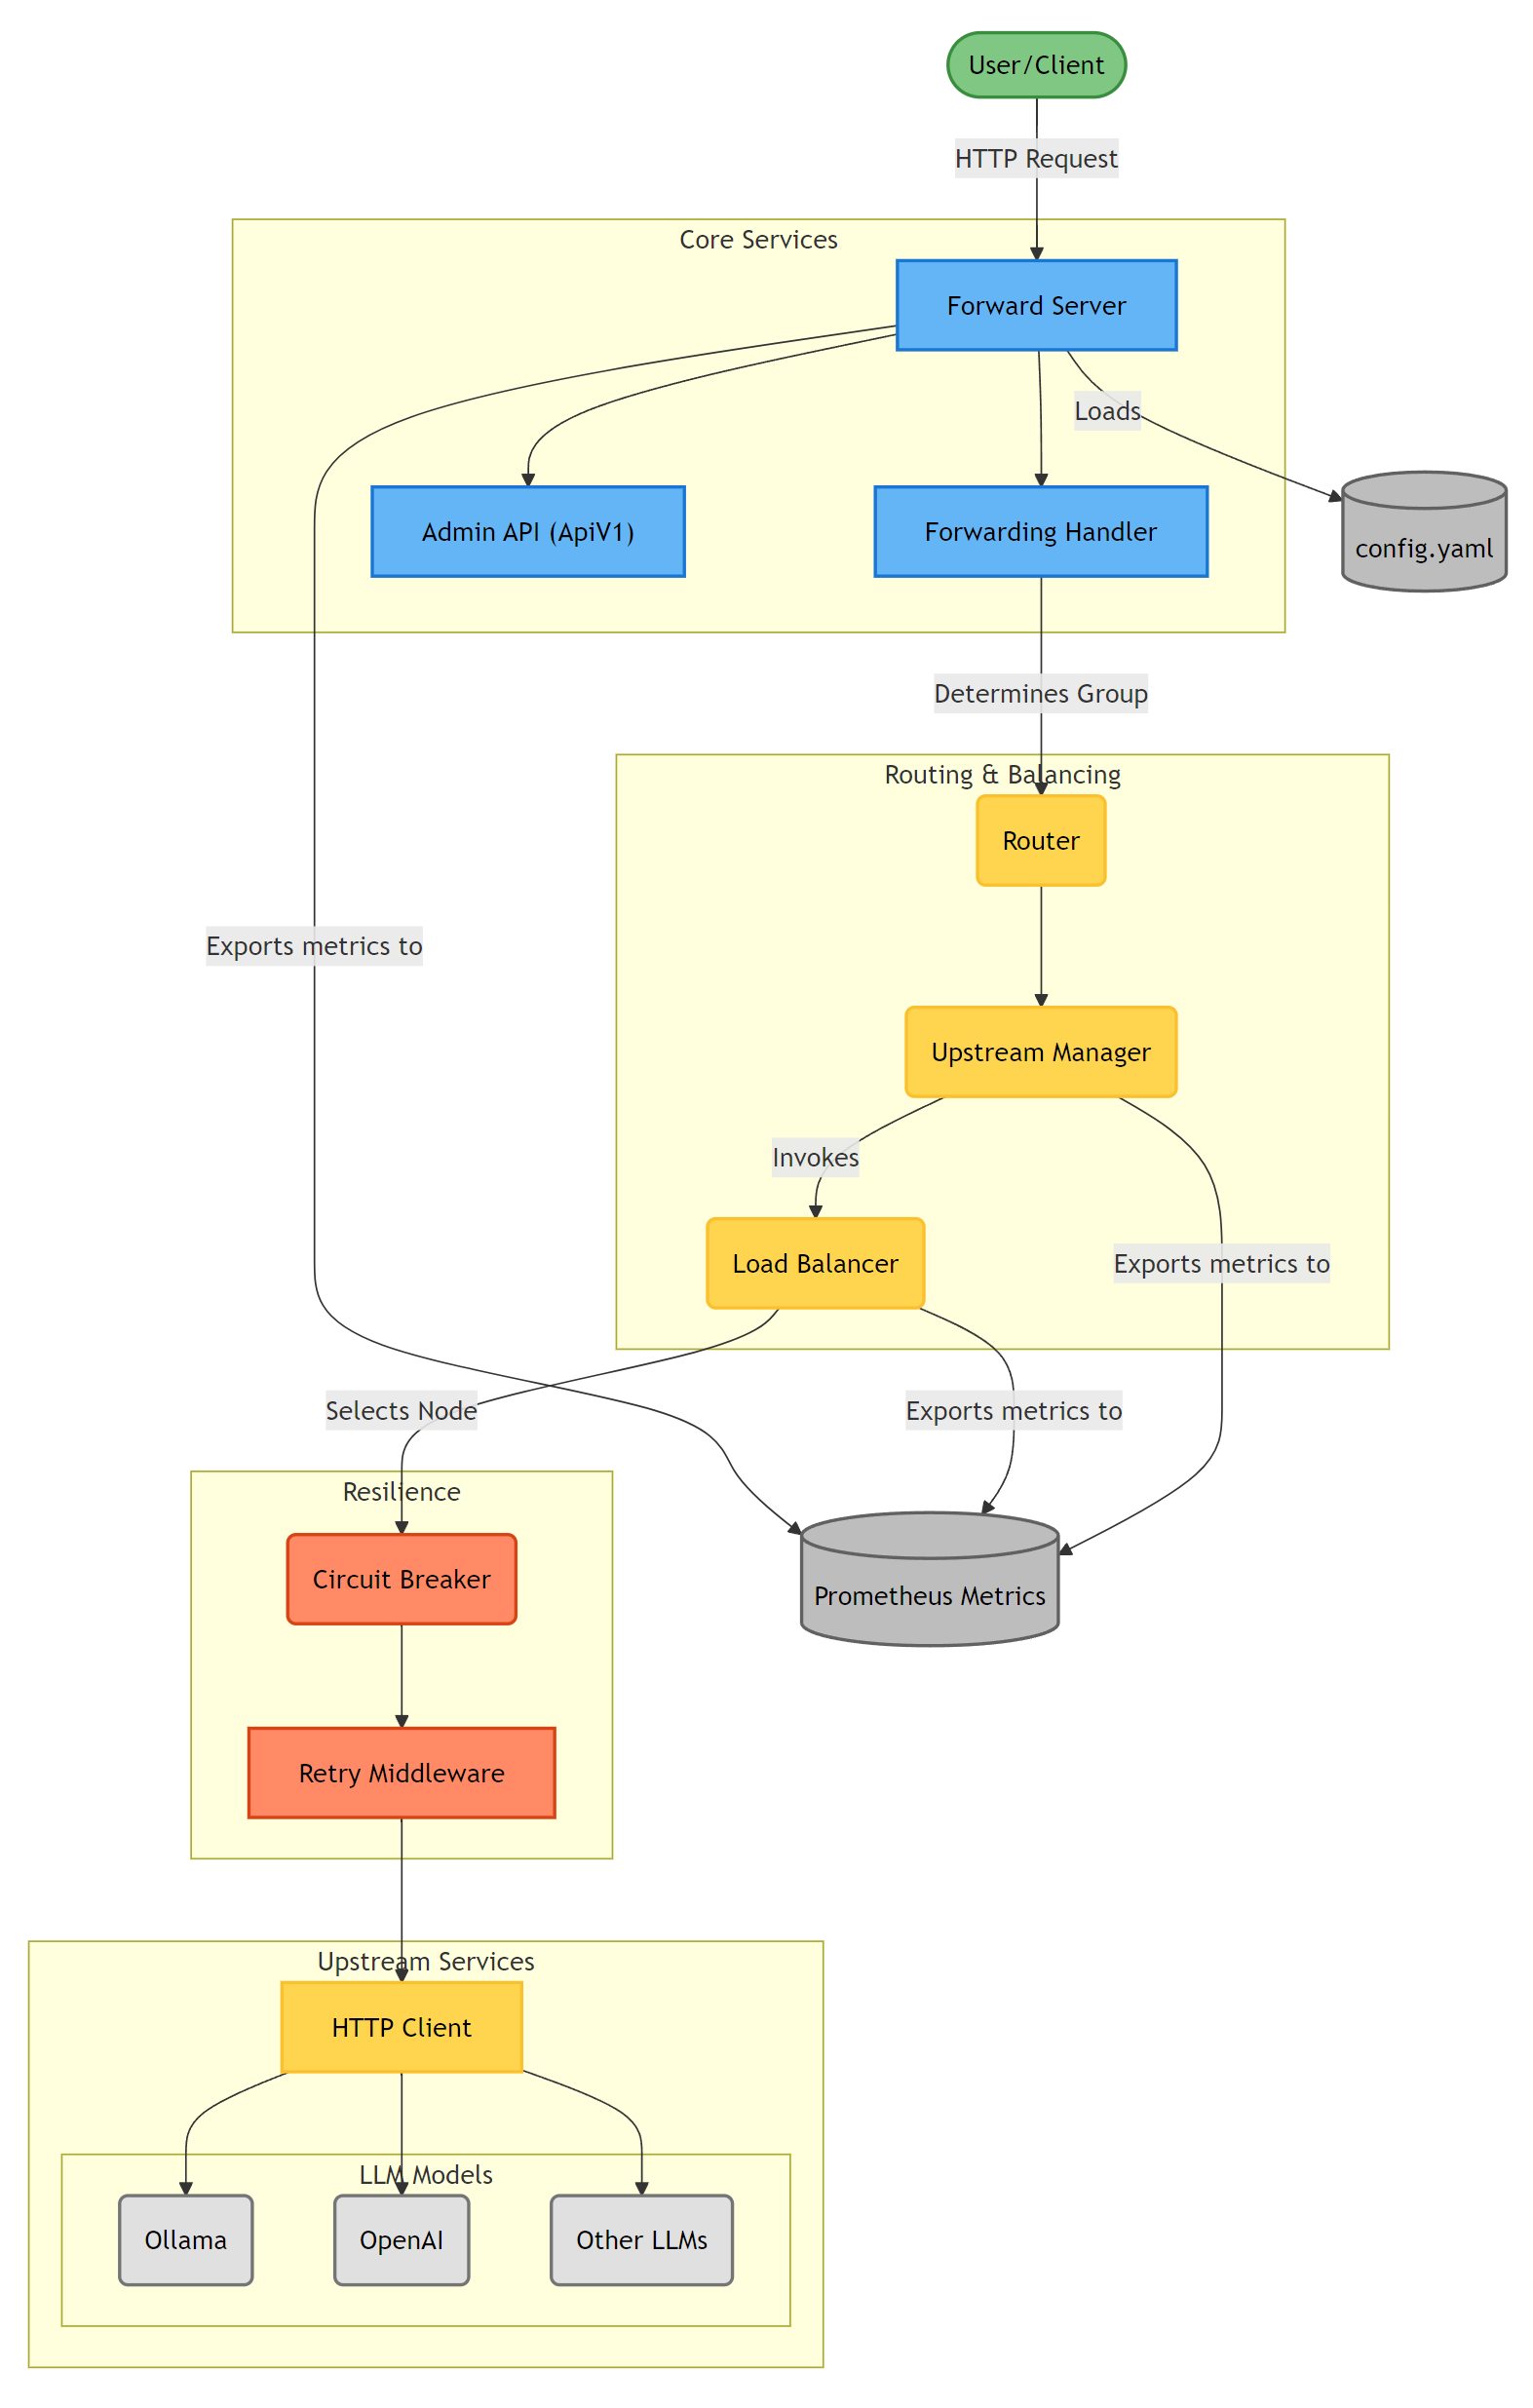 User/Client
HTTP Request
Core Services
Forward Server
Loads
Admin API (ApiV1)
Forwarding Handler
config.yaml
Determines Group
Routing & Balancing
Router
Exports metrics to
Upstream Manager
Invokes
Load Balancer
Exports metrics to
Selects Node
Exports metrics to
Resilience
Circuit Breaker
Prometheus Metrics
Retry Middleware
Upstream Services
HTTP Client
LLM Models
Ollama
OpenAI
Other LLMs